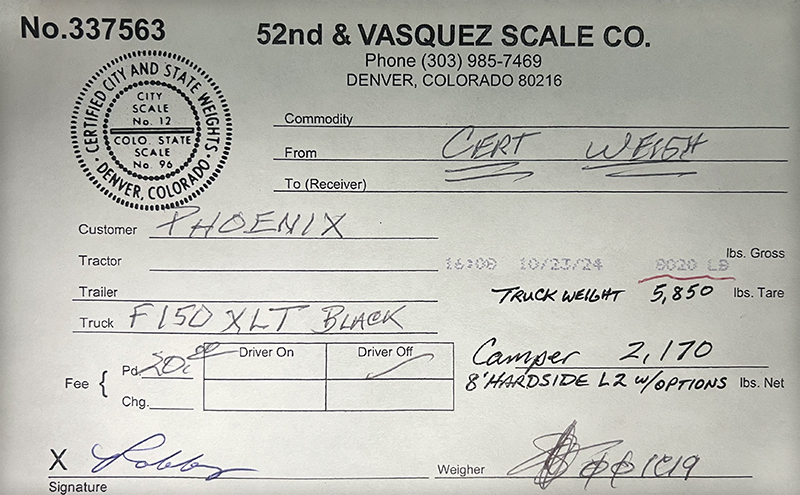 No.337563
52nd & VASQUEZ SCALE CO.
Phone (303) 985-7469
DENVER, COLORADO 80216
CERTIFIED CITY AND STATE WEIGHTS
CITY
SCALE
No. 12
COLO. STATE
SCALE
No. 96
· DENVER, COLORADO ·
Commodity
From CERT WEIGH
To (Receiver)
Customer PHOENIX
Tractor
16:00 10/23/24 8020 LB lbs. Gross
Trailer
TRUCK WEIGHT 5,850 lbs. Tare
Truck F150 XLT BLACK
Driver On Driver Off
Camper 2,170
8' HARDSIDE L2 W/OPTIONS lbs. Net
Fee { Pd. 20.00
Chg.
X Robby
Signature
Weigher